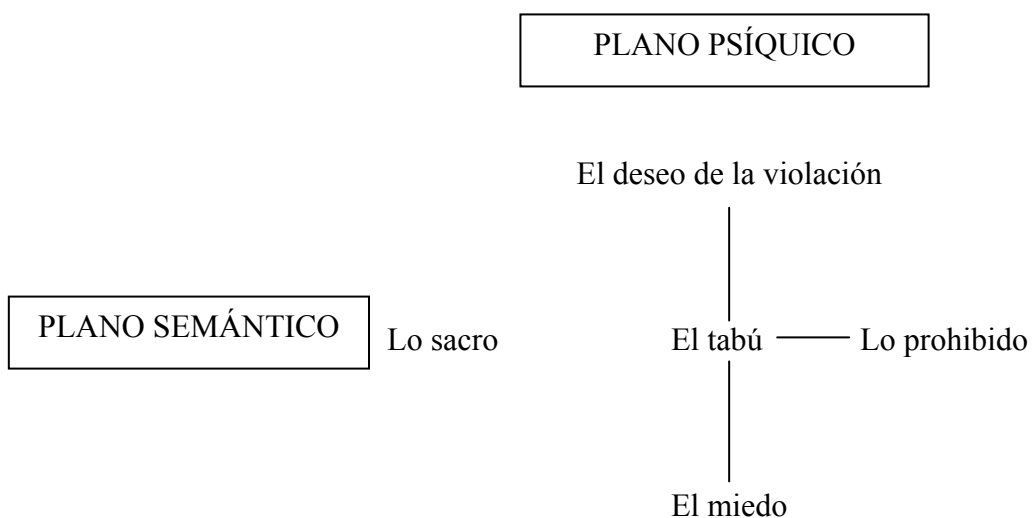 PLANO PSÍQUICO
El deseo de la violación
PLANO SEMÁNTICO
Lo sacro
El tabú
Lo prohibido
El miedo